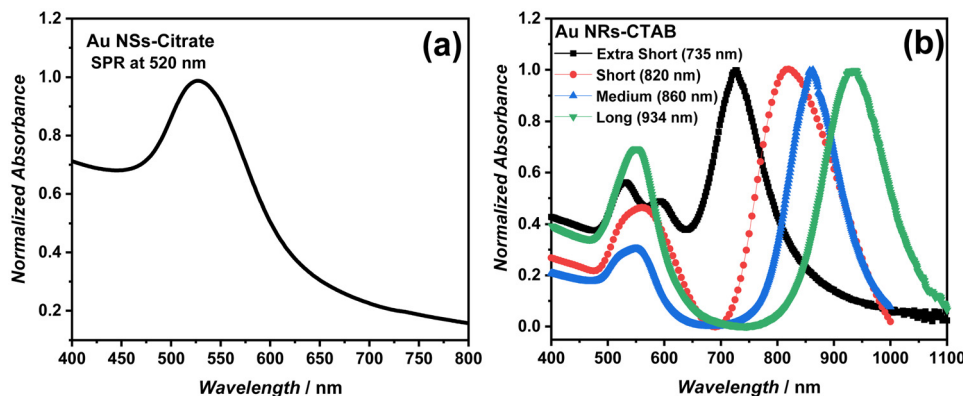 Au NSs-Citrate
SPR at 520 nm
(a)
Normalized Absorbance
1.2
1.0
0.8
0.6
0.4
0.2
400 450 500 550 600 650 700 750 800
Wavelength / nm
Au NRs-CTAB
(b)
Extra Short (735 nm)
Short (820 nm)
Medium (860 nm)
Long (934 nm)
Normalized Absorbance
1.2
1.0
0.8
0.6
0.4
0.2
0.0
400 500 600 700 800 900 1000 1100
Wavelength / nm